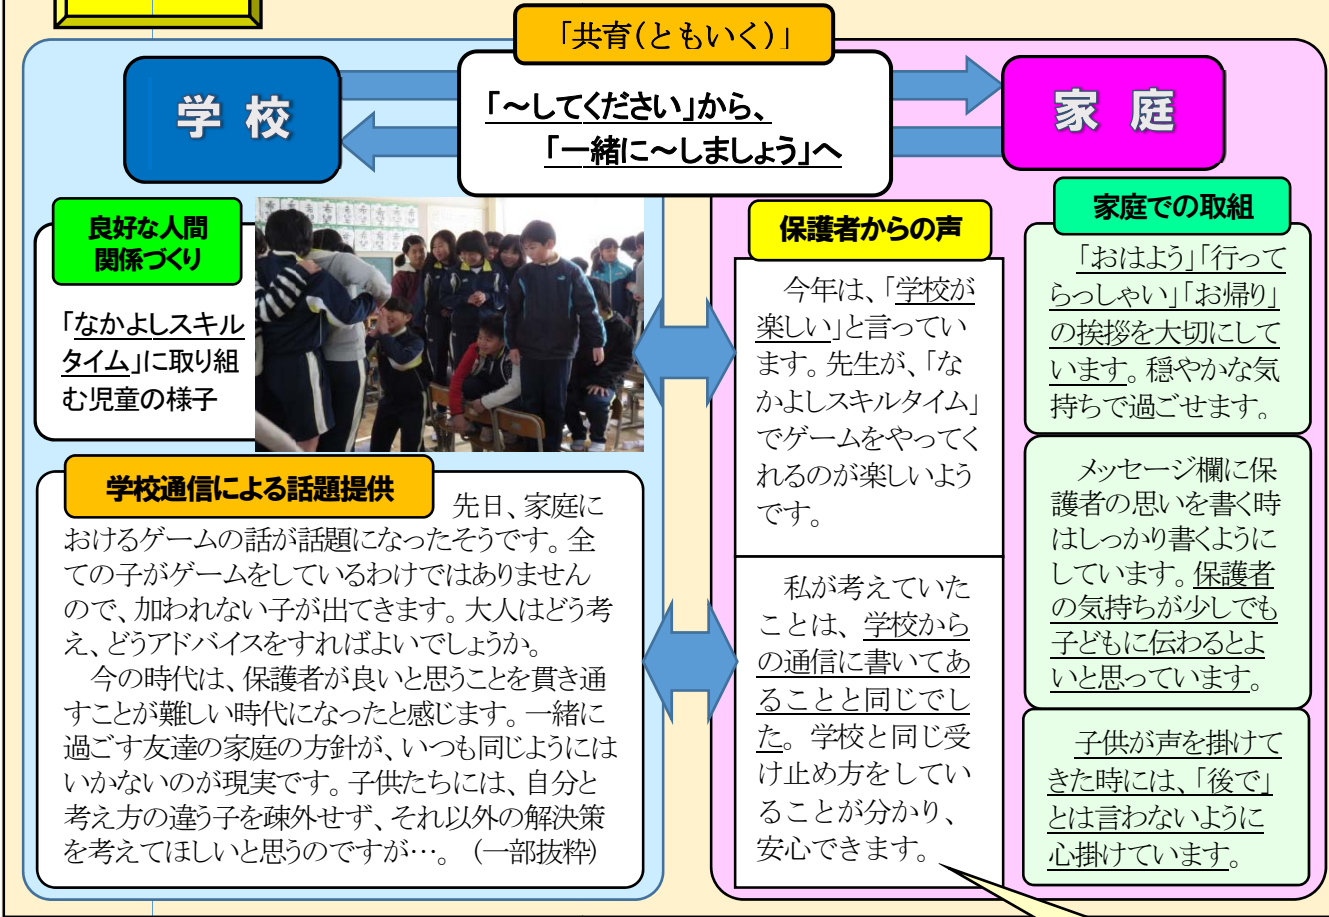 「共育(ともいく)」
学 校
「～してください」から、
「一緒に～しましょう」へ
家 庭
良好な人間
関係づくり
「なかよしスキル
タイム」に取り組
む児童の様子
学校通信による話題提供
先日、家庭に
おけるゲームの話が話題になったそうです。全
ての子がゲームをしているわけではありません
ので、加われない子が出てきます。大人はどう考
え、どうアドバイスをすればよいでしょうか。
今の時代は、保護者が良いと思うことを貫き通
すことが難しい時代になったと感じます。一緒に
過ごす友達の家庭の方針が、いつも同じようには
いかないのが現実です。子供たちには、自分と
考え方の違う子を疎外せず、それ以外の解決策
を考えてほしいと思うのですが…。（一部抜粋）
保護者からの声
今年は、「学校が
楽しい」と言ってい
ます。先生が、「な
かよしスキルタイム」
でゲームをやってく
れるのが楽しいよう
です。
私が考えていた
ことは、学校から
の通信に書いてあ
ることと同じでし
た。学校と同じ受
け止め方をしてい
ることが分かり、
安心できます。
家庭での取組
「おはよう」「行って
らっしゃい」「お帰り」
の挨拶を大切にして
います。穏やかな気
持ちで過ごせます。
メッセージ欄に保
護者の思いを書く時
はしっかり書くように
しています。保護者
の気持ちが少しでも
子どもに伝わるとよ
いと思っています。
子供が声を掛けて
きた時には、「後で」
とは言わないように
心掛けています。